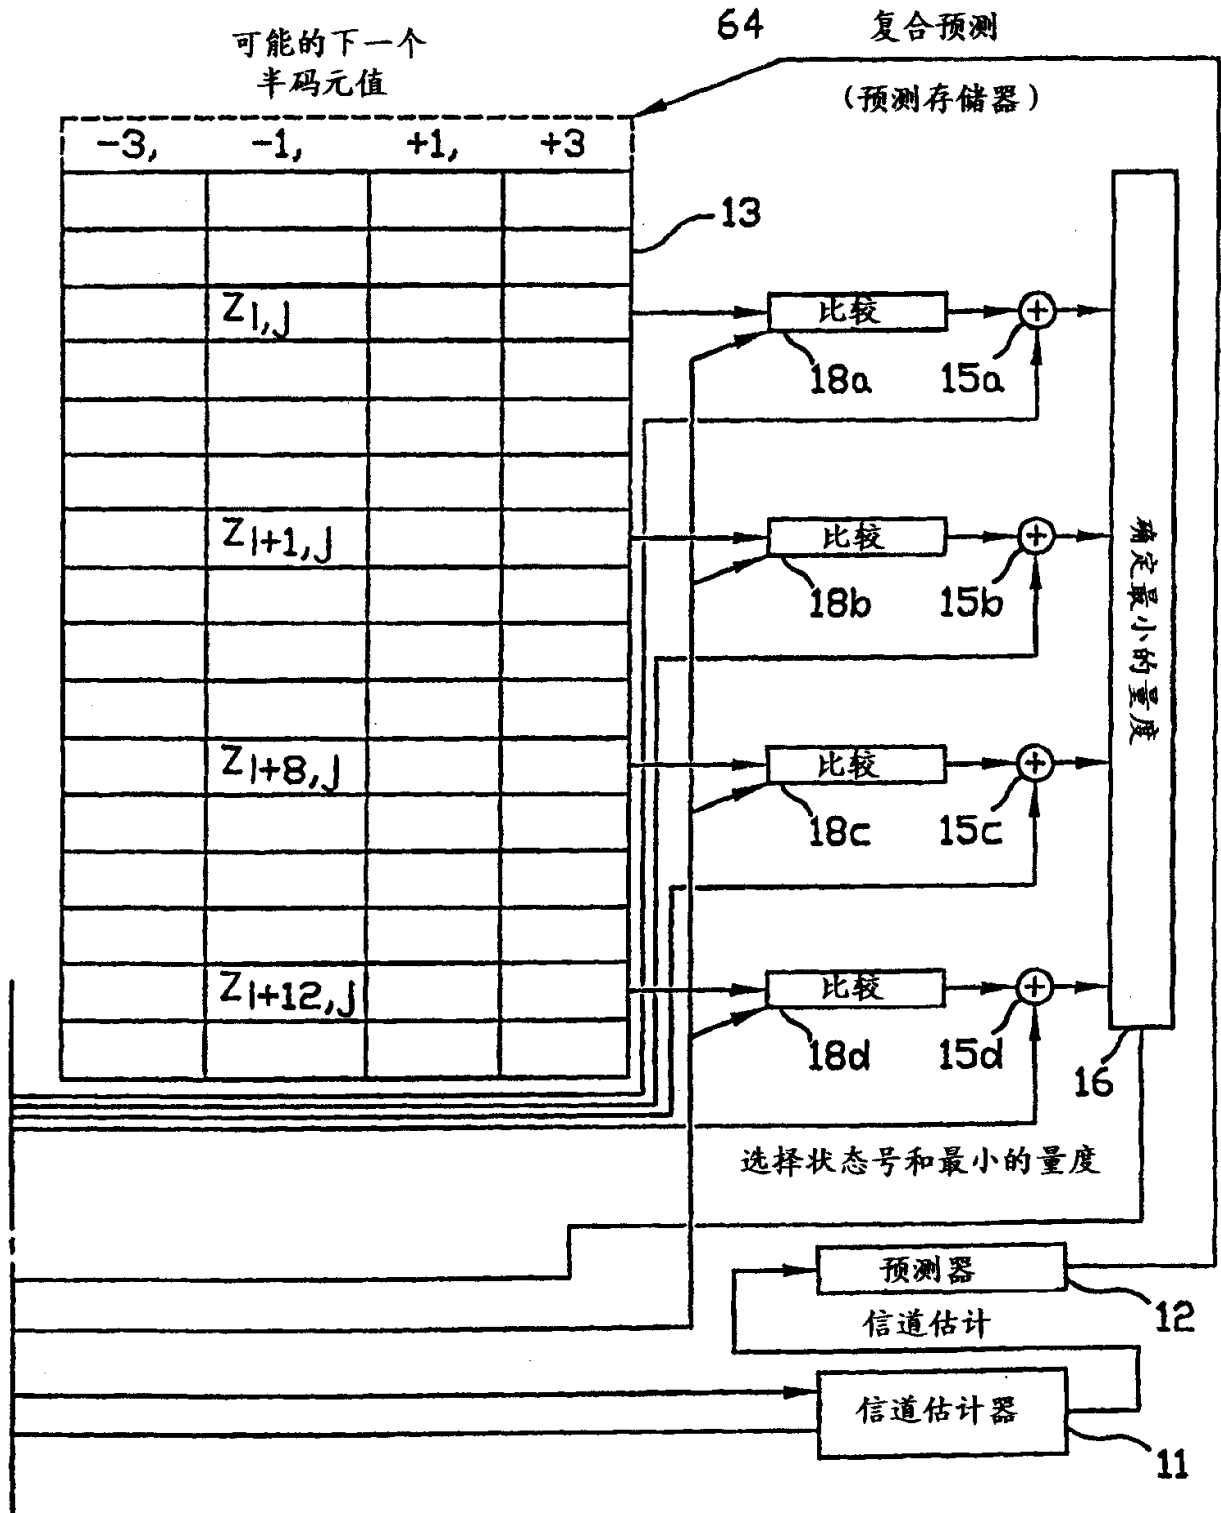 64
复合预测
(预测存储器)
可能的下一个
半码元值
-3, -1, +1, +3
13
Z I,J
比较
18a
15a
Z I+1,J
比较
18b
15b
确定最小的量度
Z I+8,J
比较
18c
15c
Z I+12,J
比较
18d
15d
16
选择状态号和最小的量度
预测器
12
信道估计
信道估计器
11